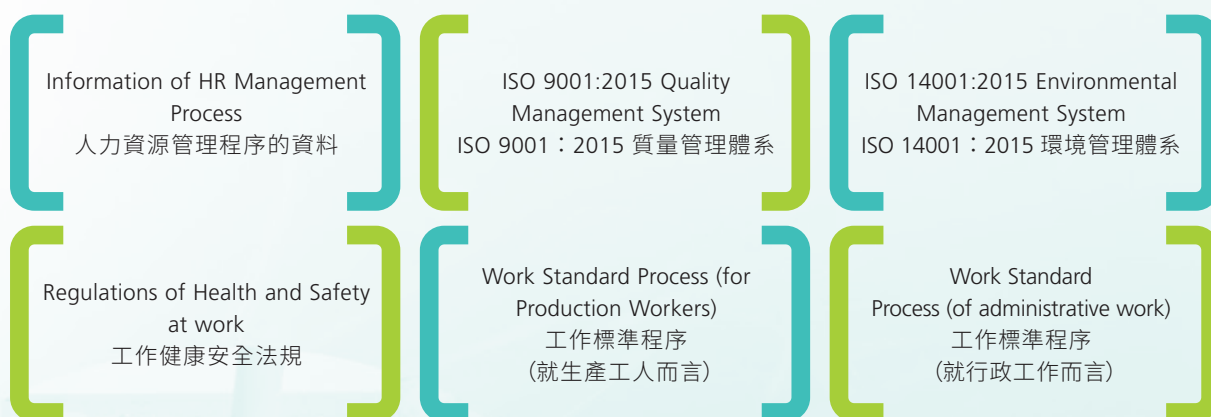 Information of HR Management
Process
人力資源管理程序的資料
ISO 9001:2015 Quality
Management System
ISO 9001：2015 質量管理體系
ISO 14001:2015 Environmental
Management System
ISO 14001：2015 環境管理體系
Regulations of Health and Safety
at work
工作健康安全法規
Work Standard Process (for
Production Workers)
工作標準程序
(就生產工人而言)
Work Standard
Process (of administrative work)
工作標準程序
(就行政工作而言)